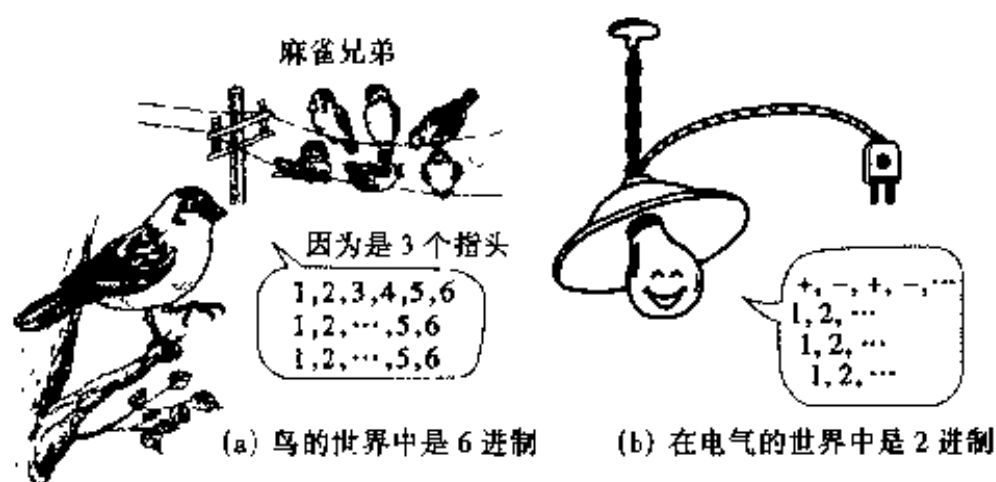 麻雀兄弟
因为是 3 个指头
1,2,3,4,5,6
1,2,…,5,6
1,2,…,5,6
(a) 鸟的世界中是 6 进制
+,-,+,-,…
1,2,…
1,2,…
1,2,…
(b) 在电气的世界中是 2 进制